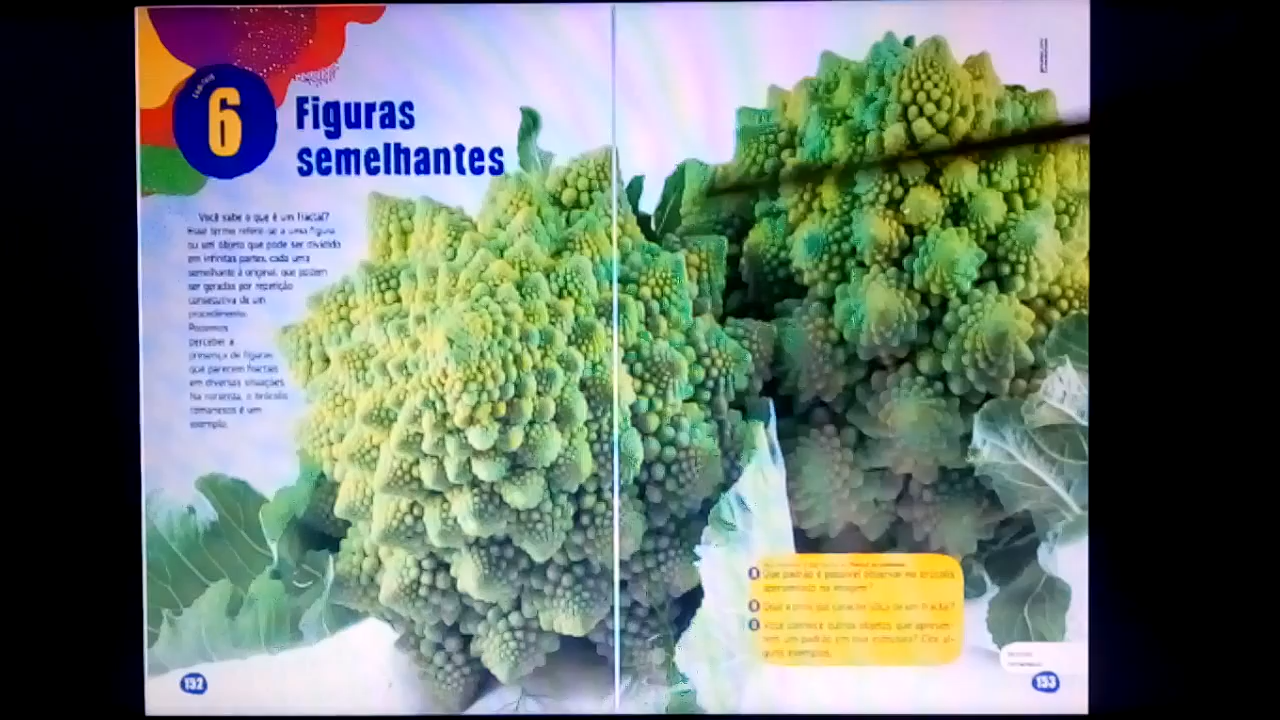 CAPÍTULO
6
Figuras
semelhantes
Você sabe o que é um fractal?
Esse termo refere-se a uma figura
ou um objeto que pode ser dividido
em infinitas partes, cada uma
semelhante à original, que podem
ser geradas por repetição
consecutiva de um
procedimento.
Podemos
perceber a
presença de figuras
que parecem fractais
em diversas situações.
Na natureza, o brócolis
romanesco é um
exemplo.
Que padrão é possível observar no brócolis
apresentado na imagem?
Qual a principal característica de um fractal?
Você conhece outros objetos que apresen-
tem um padrão em sua estrutura? Cite al-
guns exemplos.
152
153